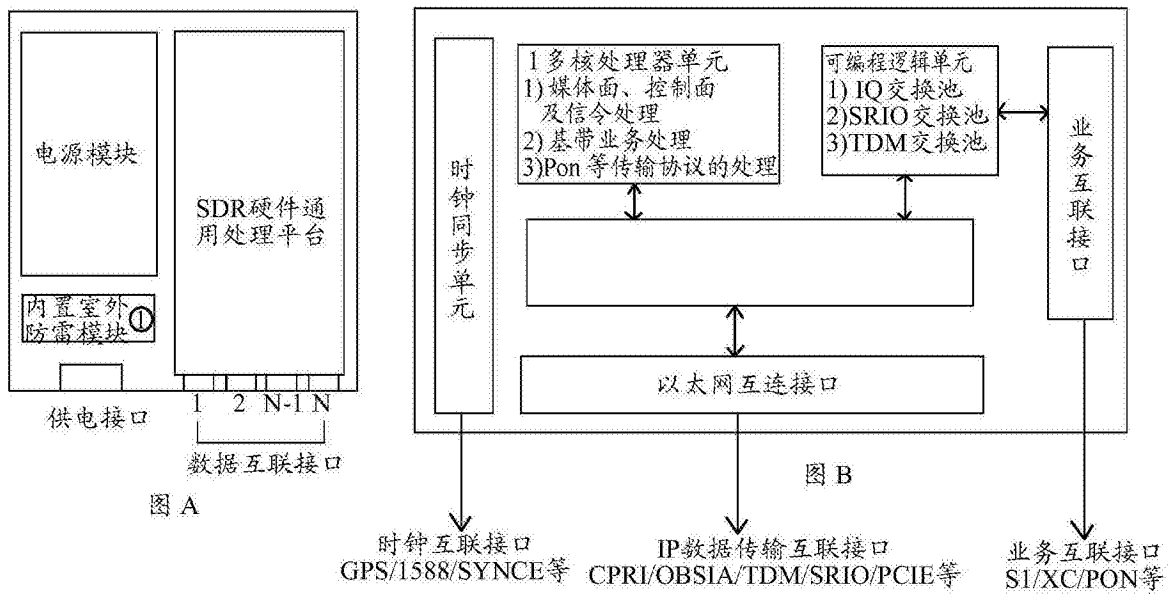 电源模块
SDR硬件通
用处理平台
内置室外
防雷模块
①
供电接口
1 2 N-1 N
数据互联接口
图 A
时钟同步单元
1 多核处理器单元
1) 媒体面、控制面
及信令处理
2) 基带业务处理
3)Pon 等传输协议的处理
可编程逻辑单元
1) IQ交换池
2)SRIO交换池
3)TDM交换池
业务互联接口
以太网互连接口
图 B
时钟互联接口
GPS/1588/SYNCE等
IP数据传输互联接口
CPRI/OBSIA/TDM/SRIO/PCIE等
业务互联接口
S1/XC/PON等